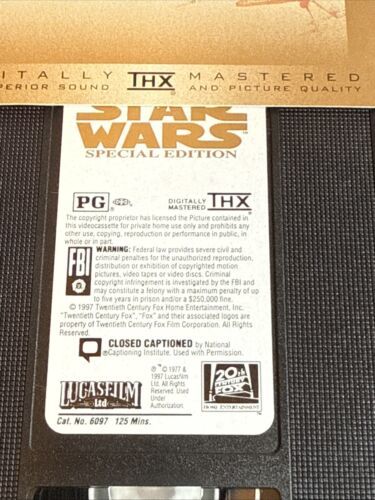 ITALLY THX MASTERED
PERIOR SOUND AND PICTURE QUALITY
STAR
WARS™
SPECIAL EDITION
PG ® DIGITALLY MASTERED THX ®
The copyright proprietor has licensed the Picture contained in
this videocassette for private home use only and prohibits any
other use, copying, reproduction or performance in public, in
whole or in part.
FBI WARNING: Federal law provides severe civil and
criminal penalties for the unauthorized reproduction,
distribution or exhibition of copyrighted motion
pictures, video tapes or video discs. Criminal
copyright infringement is investigated by the FBI
and may constitute a felony with a maximum penalty of up
to five years in prison and/or a $250,000 fine.
© 1997 Twentieth Century Fox Home Entertainment, Inc.
"Twentieth Century Fox", "Fox" and their associated logos are
property of Twentieth Century Fox Film Corporation. All Rights
Reserved.
CLOSED CAPTIONED by National
Captioning Institute. Used with Permission.
LUCASFILM
Ltd
™ © 1977 &
1997 Lucasfilm
Ltd. All Rights
Reserved.
Used Under
Authorization.
20th
CENTURY
FOX
HOME ENTERTAINMENT
Cat. No. 6097 125 Mins.